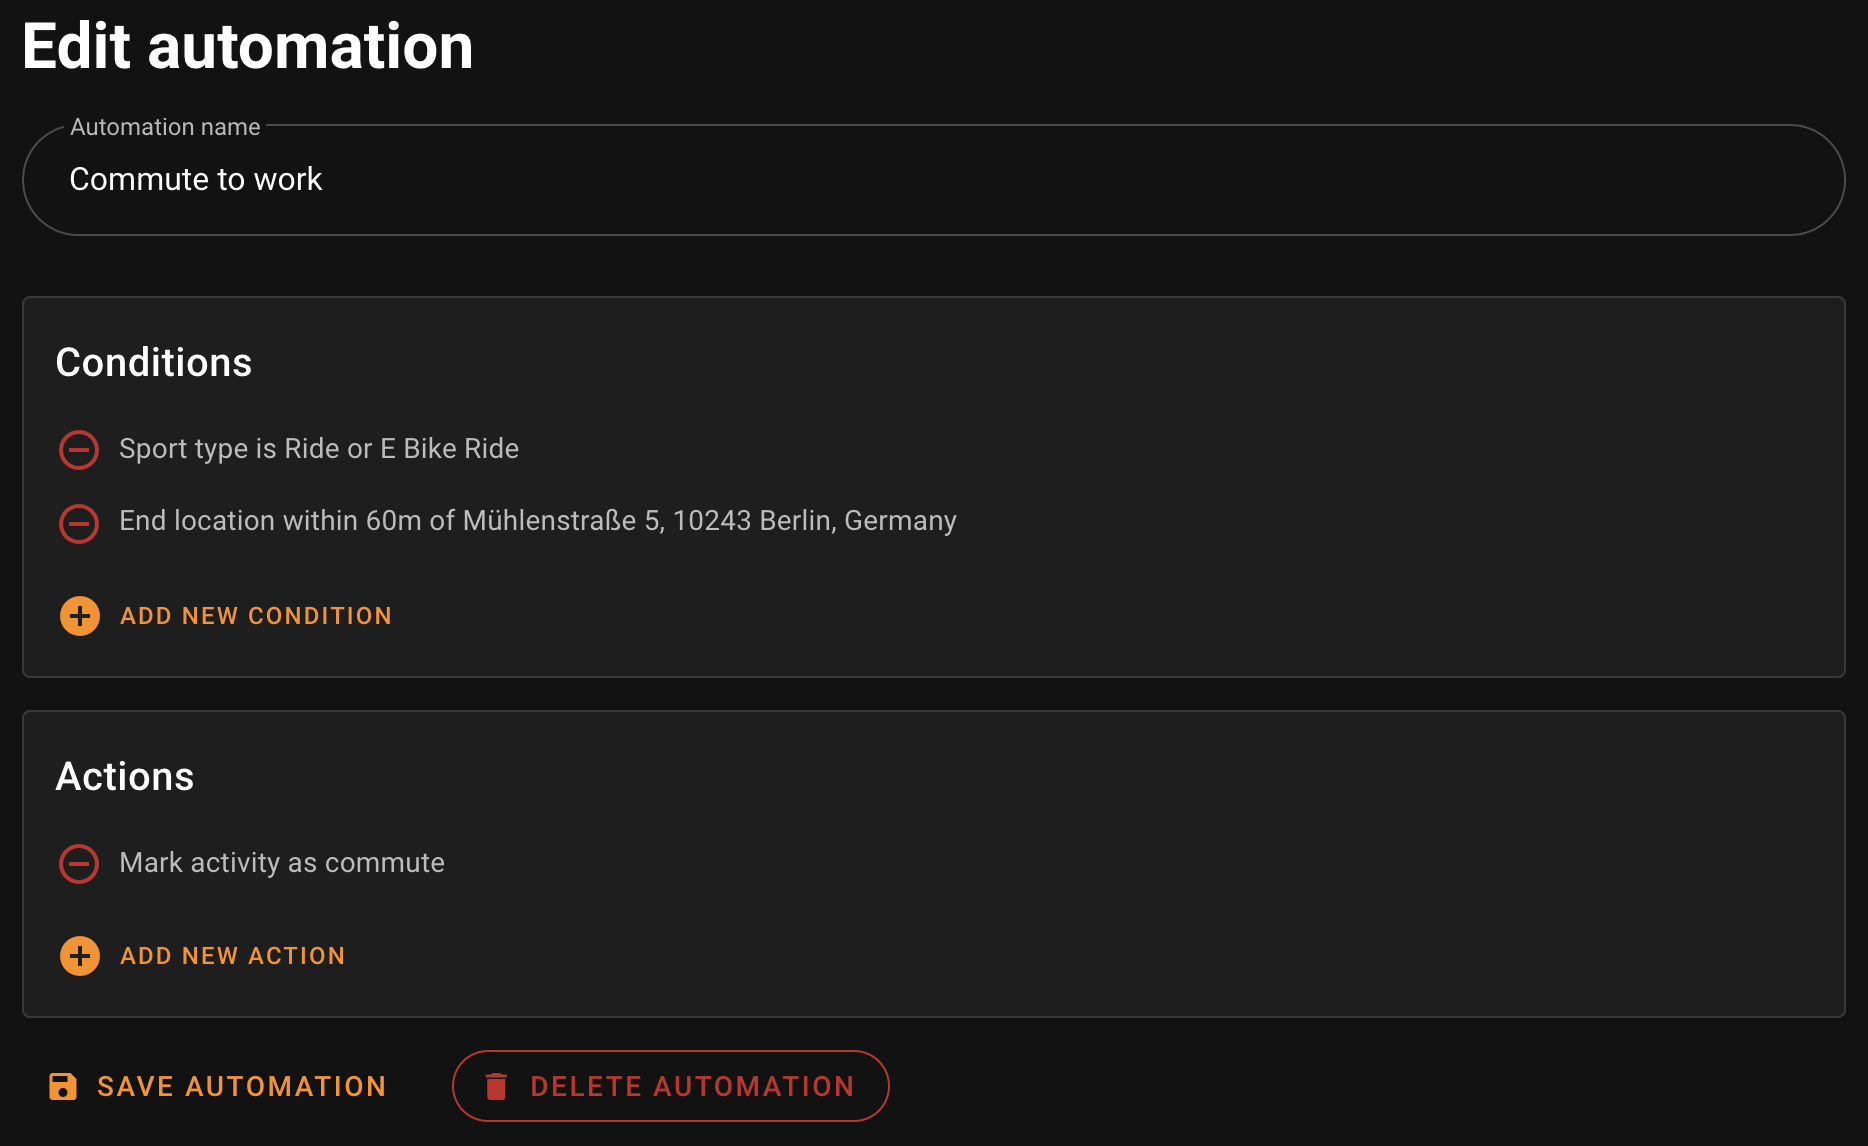 Edit automation
Automation name
Commute to work
Conditions
Sport type is Ride or E Bike Ride
End location within 60m of Mühlenstraße 5, 10243 Berlin, Germany
ADD NEW CONDITION
Actions
Mark activity as commute
ADD NEW ACTION
SAVE AUTOMATION
DELETE AUTOMATION